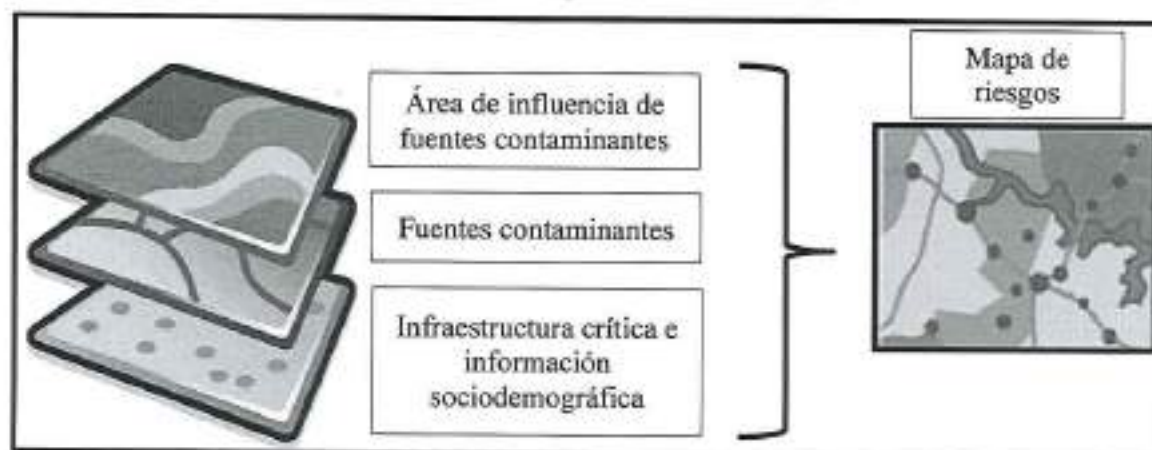 Área de influencia de
fuentes contaminantes
Fuentes contaminantes
Infraestructura crítica e
información
sociodemográfica
Mapa de
riesgos